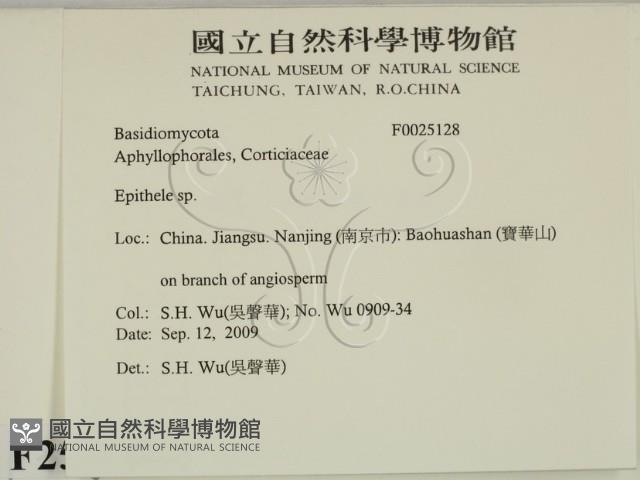 國立自然科學博物館
NATIONAL MUSEUM OF NATURAL SCIENCE
TAICHUNG, TAIWAN, R.O.CHINA
Basidiomycota F0025128
Aphyllophorales, Corticiaceae
Epithele sp.
Loc.: China. Jiangsu. Nanjing (南京市): Baohuashan (寶華山)
on branch of angiosperm
Col.: S.H. Wu(吳聲華); No. Wu 0909-34
Date: Sep. 12, 2009
Det.: S.H. Wu(吳聲華)
國立自然科學博物館
NATIONAL MUSEUM OF NATURAL SCIENCE